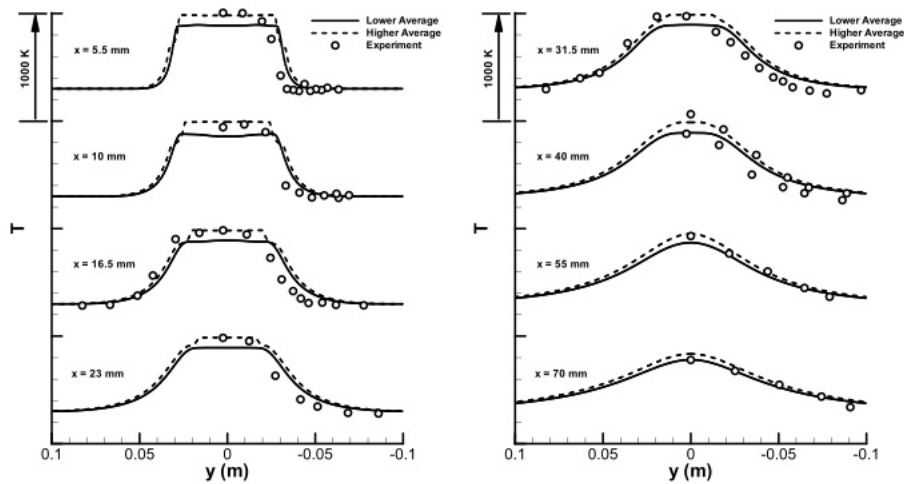 Lower Average
Higher Average
Experiment
1000 K
x = 5.5 mm
x = 10 mm
x = 16.5 mm
x = 23 mm
T
0.1
0.05
0
-0.05
-0.1
y (m)
Lower Average
Higher Average
Experiment
1000 K
x = 31.5 mm
x = 40 mm
x = 55 mm
x = 70 mm
T
0.1
0.05
0
-0.05
-0.1
y (m)